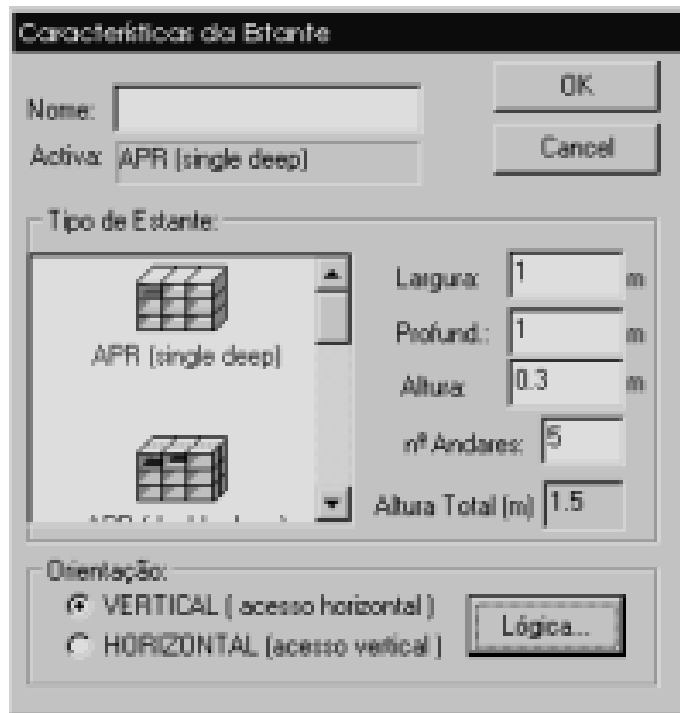 Características da Estante
OK
Nome:
Cancel
Activa: APR (single deep)
Tipo de Estante:
Largura: 1 m
APR (single deep)
Profund.: 1 m
Altura: 0.3 m
nº Andares: 5
APR
Altura Total (m) 1.5
Orientação:
VERTICAL ( acesso horizontal )
HORIZONTAL (acesso vertical )
Lógica...